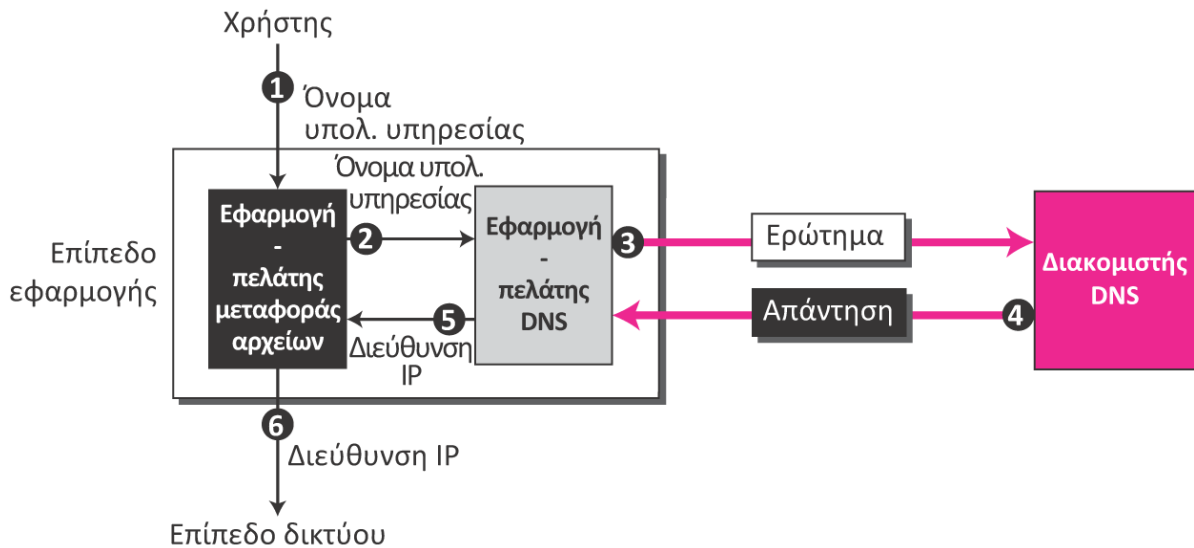 Χρήστης
1
Όνομα
υπολ. υπηρεσίας
Όνομα υπολ.
υπηρεσίας
Επίπεδο
εφαρμογής
Εφαρμογή
-
πελάτης
μεταφοράς
αρχείων
2
5
Διεύθυνση
IP
Εφαρμογή
-
πελάτης
DNS
3
Ερώτημα
Απάντηση
4
Διακομιστής
DNS
6
Διεύθυνση IP
Επίπεδο δικτύου